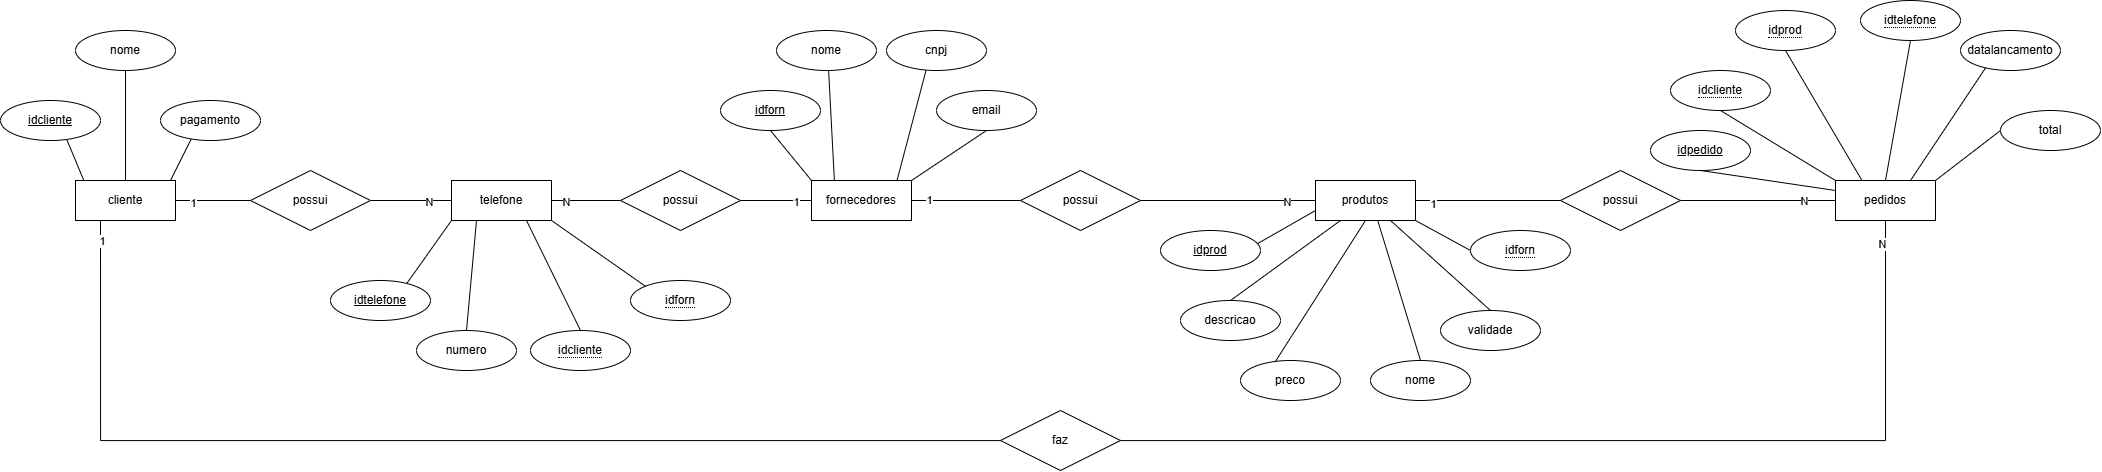 idtelefone
idprod
nome
nome
cnpj
datalancamento
idcliente
idforn
email
idcliente
pagamento
total
idpedido
cliente
1
possui
N
telefone
N
possui
1
fornecedores
1
possui
N
produtos
1
possui
N
pedidos
1
N
idprod
idforn
idtelefone
idforn
descricao
validade
numero
idcliente
preco
nome
faz